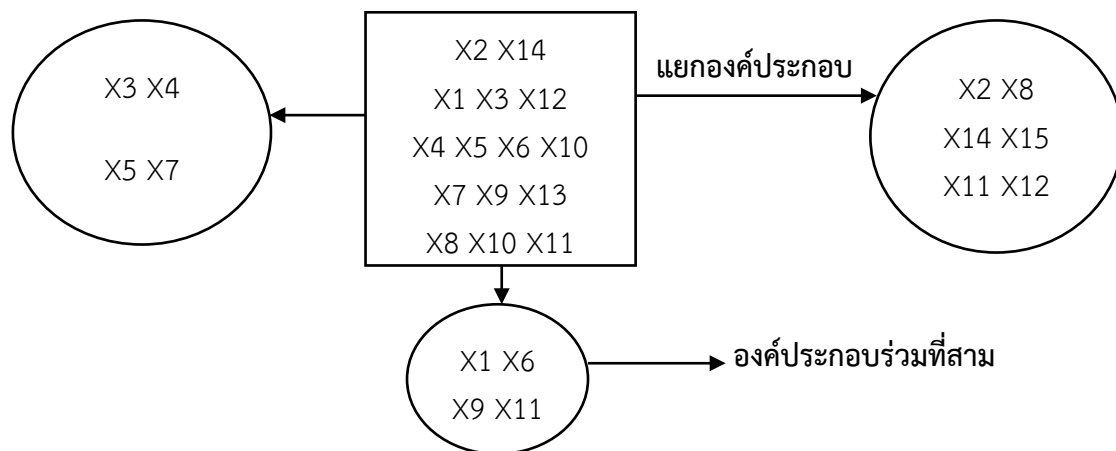 X3 X4
X5 X7
X2 X14
X1 X3 X12
X4 X5 X6 X10
X7 X9 X13
X8 X10 X11
แยกองค์ประกอบ
X2 X8
X14 X15
X11 X12
X1 X6
X9 X11
องค์ประกอบร่วมที่สาม